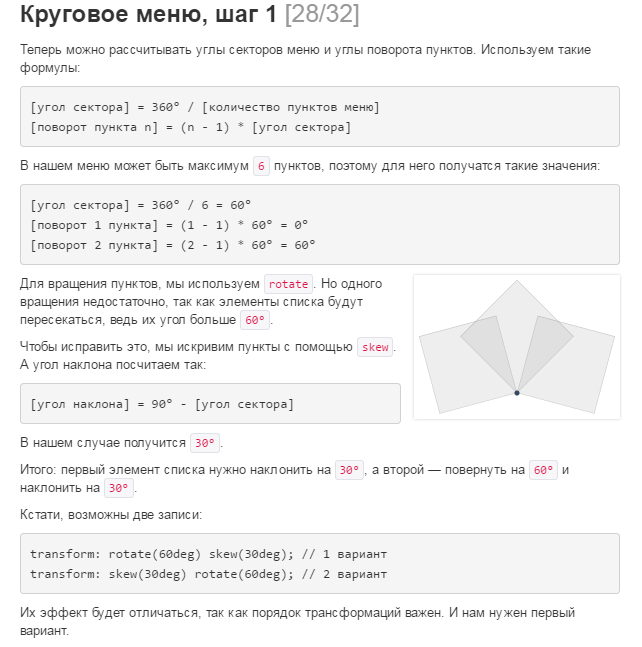 Круговое меню, шаг 1 [28/32]
Теперь можно рассчитывать углы секторов меню и углы поворота пунктов. Используем такие
формулы:
[угол сектора] = 360° / [количество пунктов меню]
[поворот пункта n] = (n - 1) * [угол сектора]
В нашем меню может быть максимум 6 пунктов, поэтому для него получатся такие значения:
[угол сектора] = 360° / 6 = 60°
[поворот 1 пункта] = (1 - 1) * 60° = 0°
[поворот 2 пункта] = (2 - 1) * 60° = 60°
Для вращения пунктов, мы используем rotate. Но одного
вращения недостаточно, так как элементы списка будут
пересекаться, ведь их угол больше 60°.
Чтобы исправить это, мы искривим пункты с помощью skew.
А угол наклона посчитаем так:
[угол наклона] = 90° - [угол сектора]
В нашем случае получится 30°.
Итого: первый элемент списка нужно наклонить на 30°, а второй — повернуть на 60° и
наклонить на 30°.
Кстати, возможны две записи:
transform: rotate(60deg) skew(30deg); // 1 вариант
transform: skew(30deg) rotate(60deg); // 2 вариант
Их эффект будет отличаться, так как порядок трансформаций важен. И нам нужен первый
вариант.